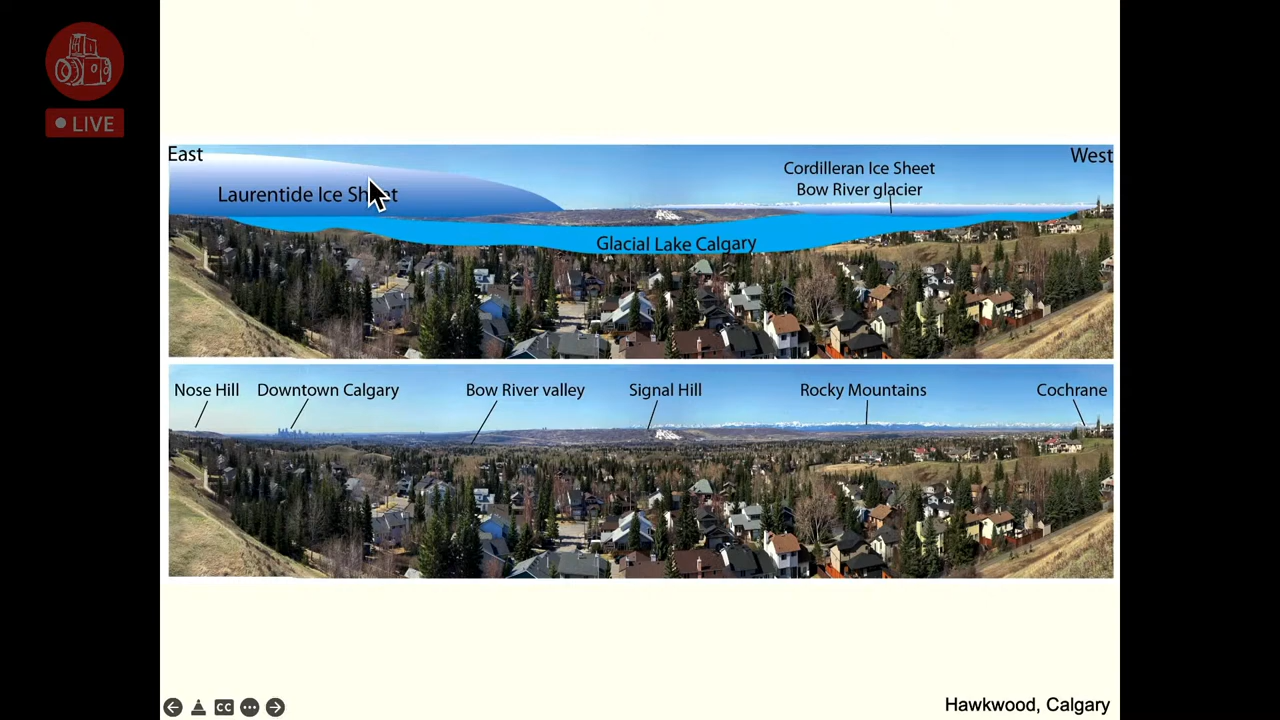 LIVE
East
West
Cordilleran Ice Sheet
Bow River glacier
Laurentide Ice Sheet
Glacial Lake Calgary
Nose Hill
Downtown Calgary
Bow River valley
Signal Hill
Rocky Mountains
Cochrane
CC
Hawkwood, Calgary